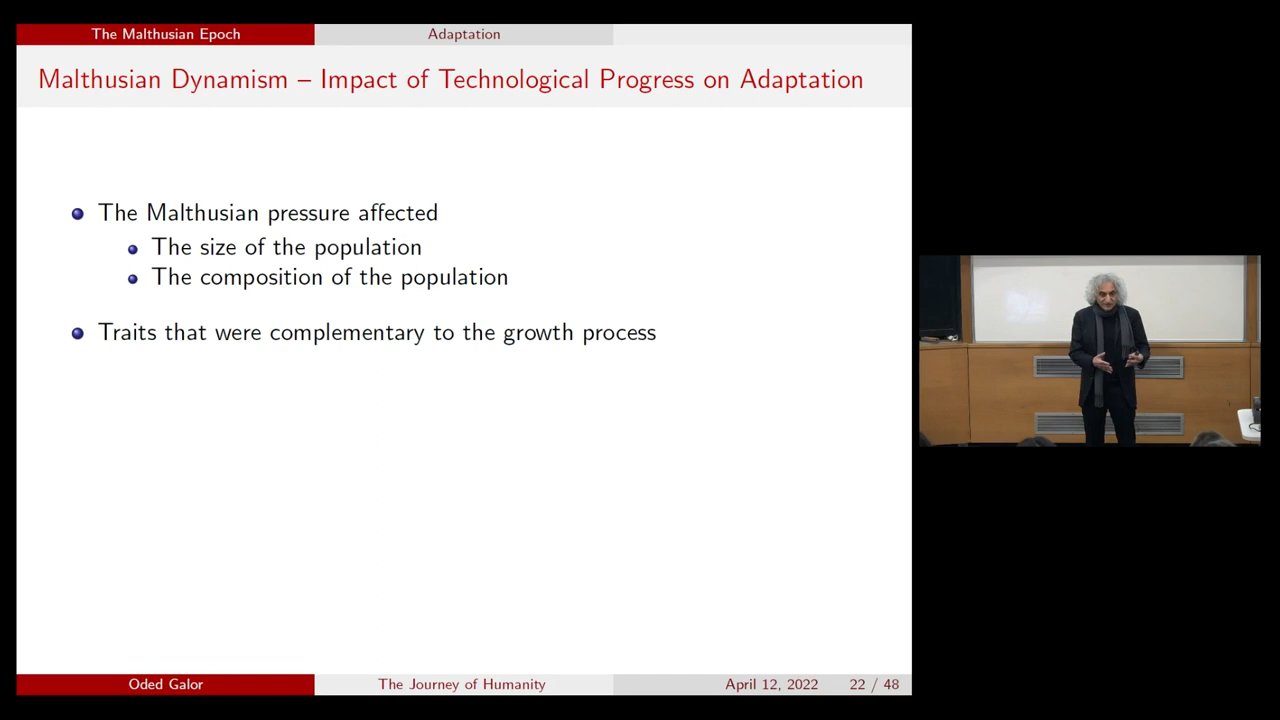 The Malthusian Epoch
Adaptation
Malthusian Dynamism – Impact of Technological Progress on Adaptation
The Malthusian pressure affected
The size of the population
The composition of the population
Traits that were complementary to the growth process
Oded Galor
The Journey of Humanity
April 12, 2022
22 / 48